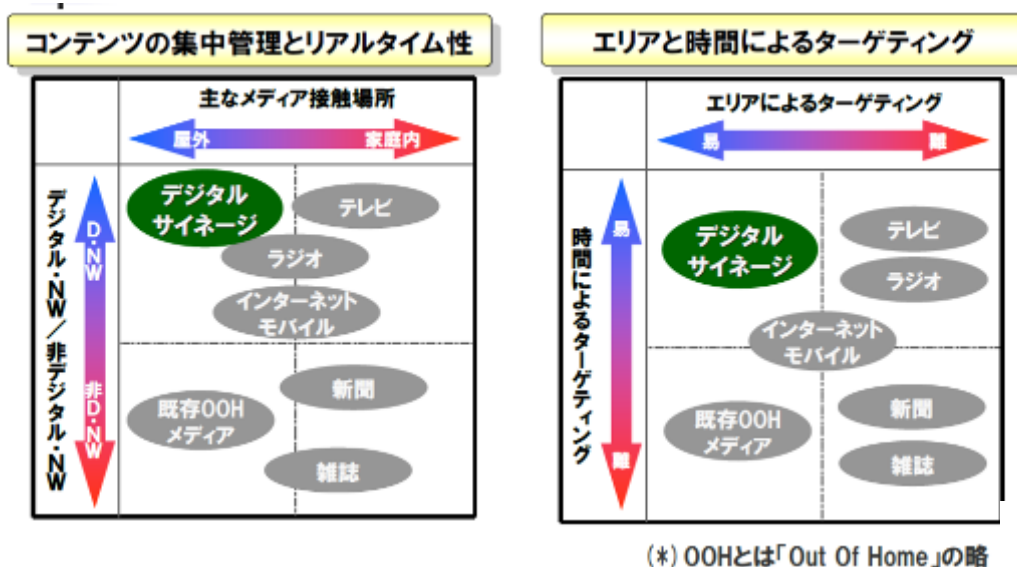 コンテンツの集中管理とリアルタイム性
主なメディア接触場所
屋外
家庭内
デジタル・NW/非デジタル・NW
D・NW
非D・NW
デジタル
サイネージ
テレビ
ラジオ
インターネット
モバイル
新聞
既存OOH
メディア
雑誌
エリアと時間によるターゲティング
エリアによるターゲティング
易
難
時間によるターゲティング
易
難
デジタル
サイネージ
テレビ
ラジオ
インターネット
モバイル
新聞
既存OOH
メディア
雑誌
(*)OOHとは「Out Of Home」の略